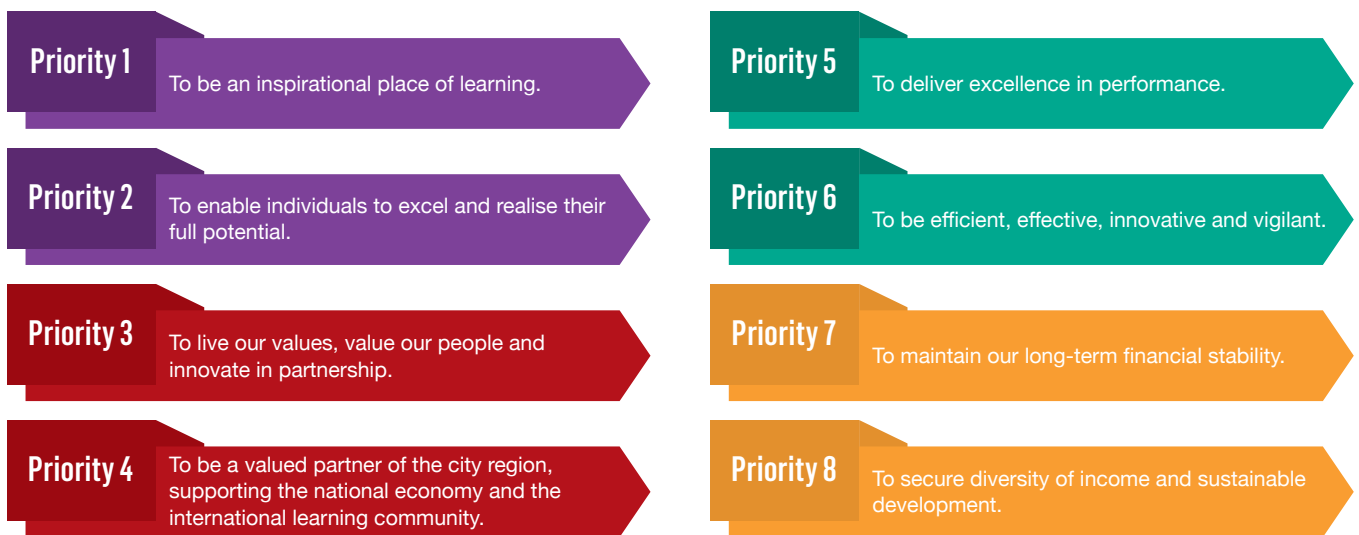 Priority 1
To be an inspirational place of learning.
Priority 2
To enable individuals to excel and realise their
full potential.
Priority 3
To live our values, value our people and
innovate in partnership.
Priority 4
To be a valued partner of the city region,
supporting the national economy and the
international learning community.
Priority 5
To deliver excellence in performance.
Priority 6
To be efficient, effective, innovative and vigilant.
Priority 7
To maintain our long-term financial stability.
Priority 8
To secure diversity of income and sustainable
development.